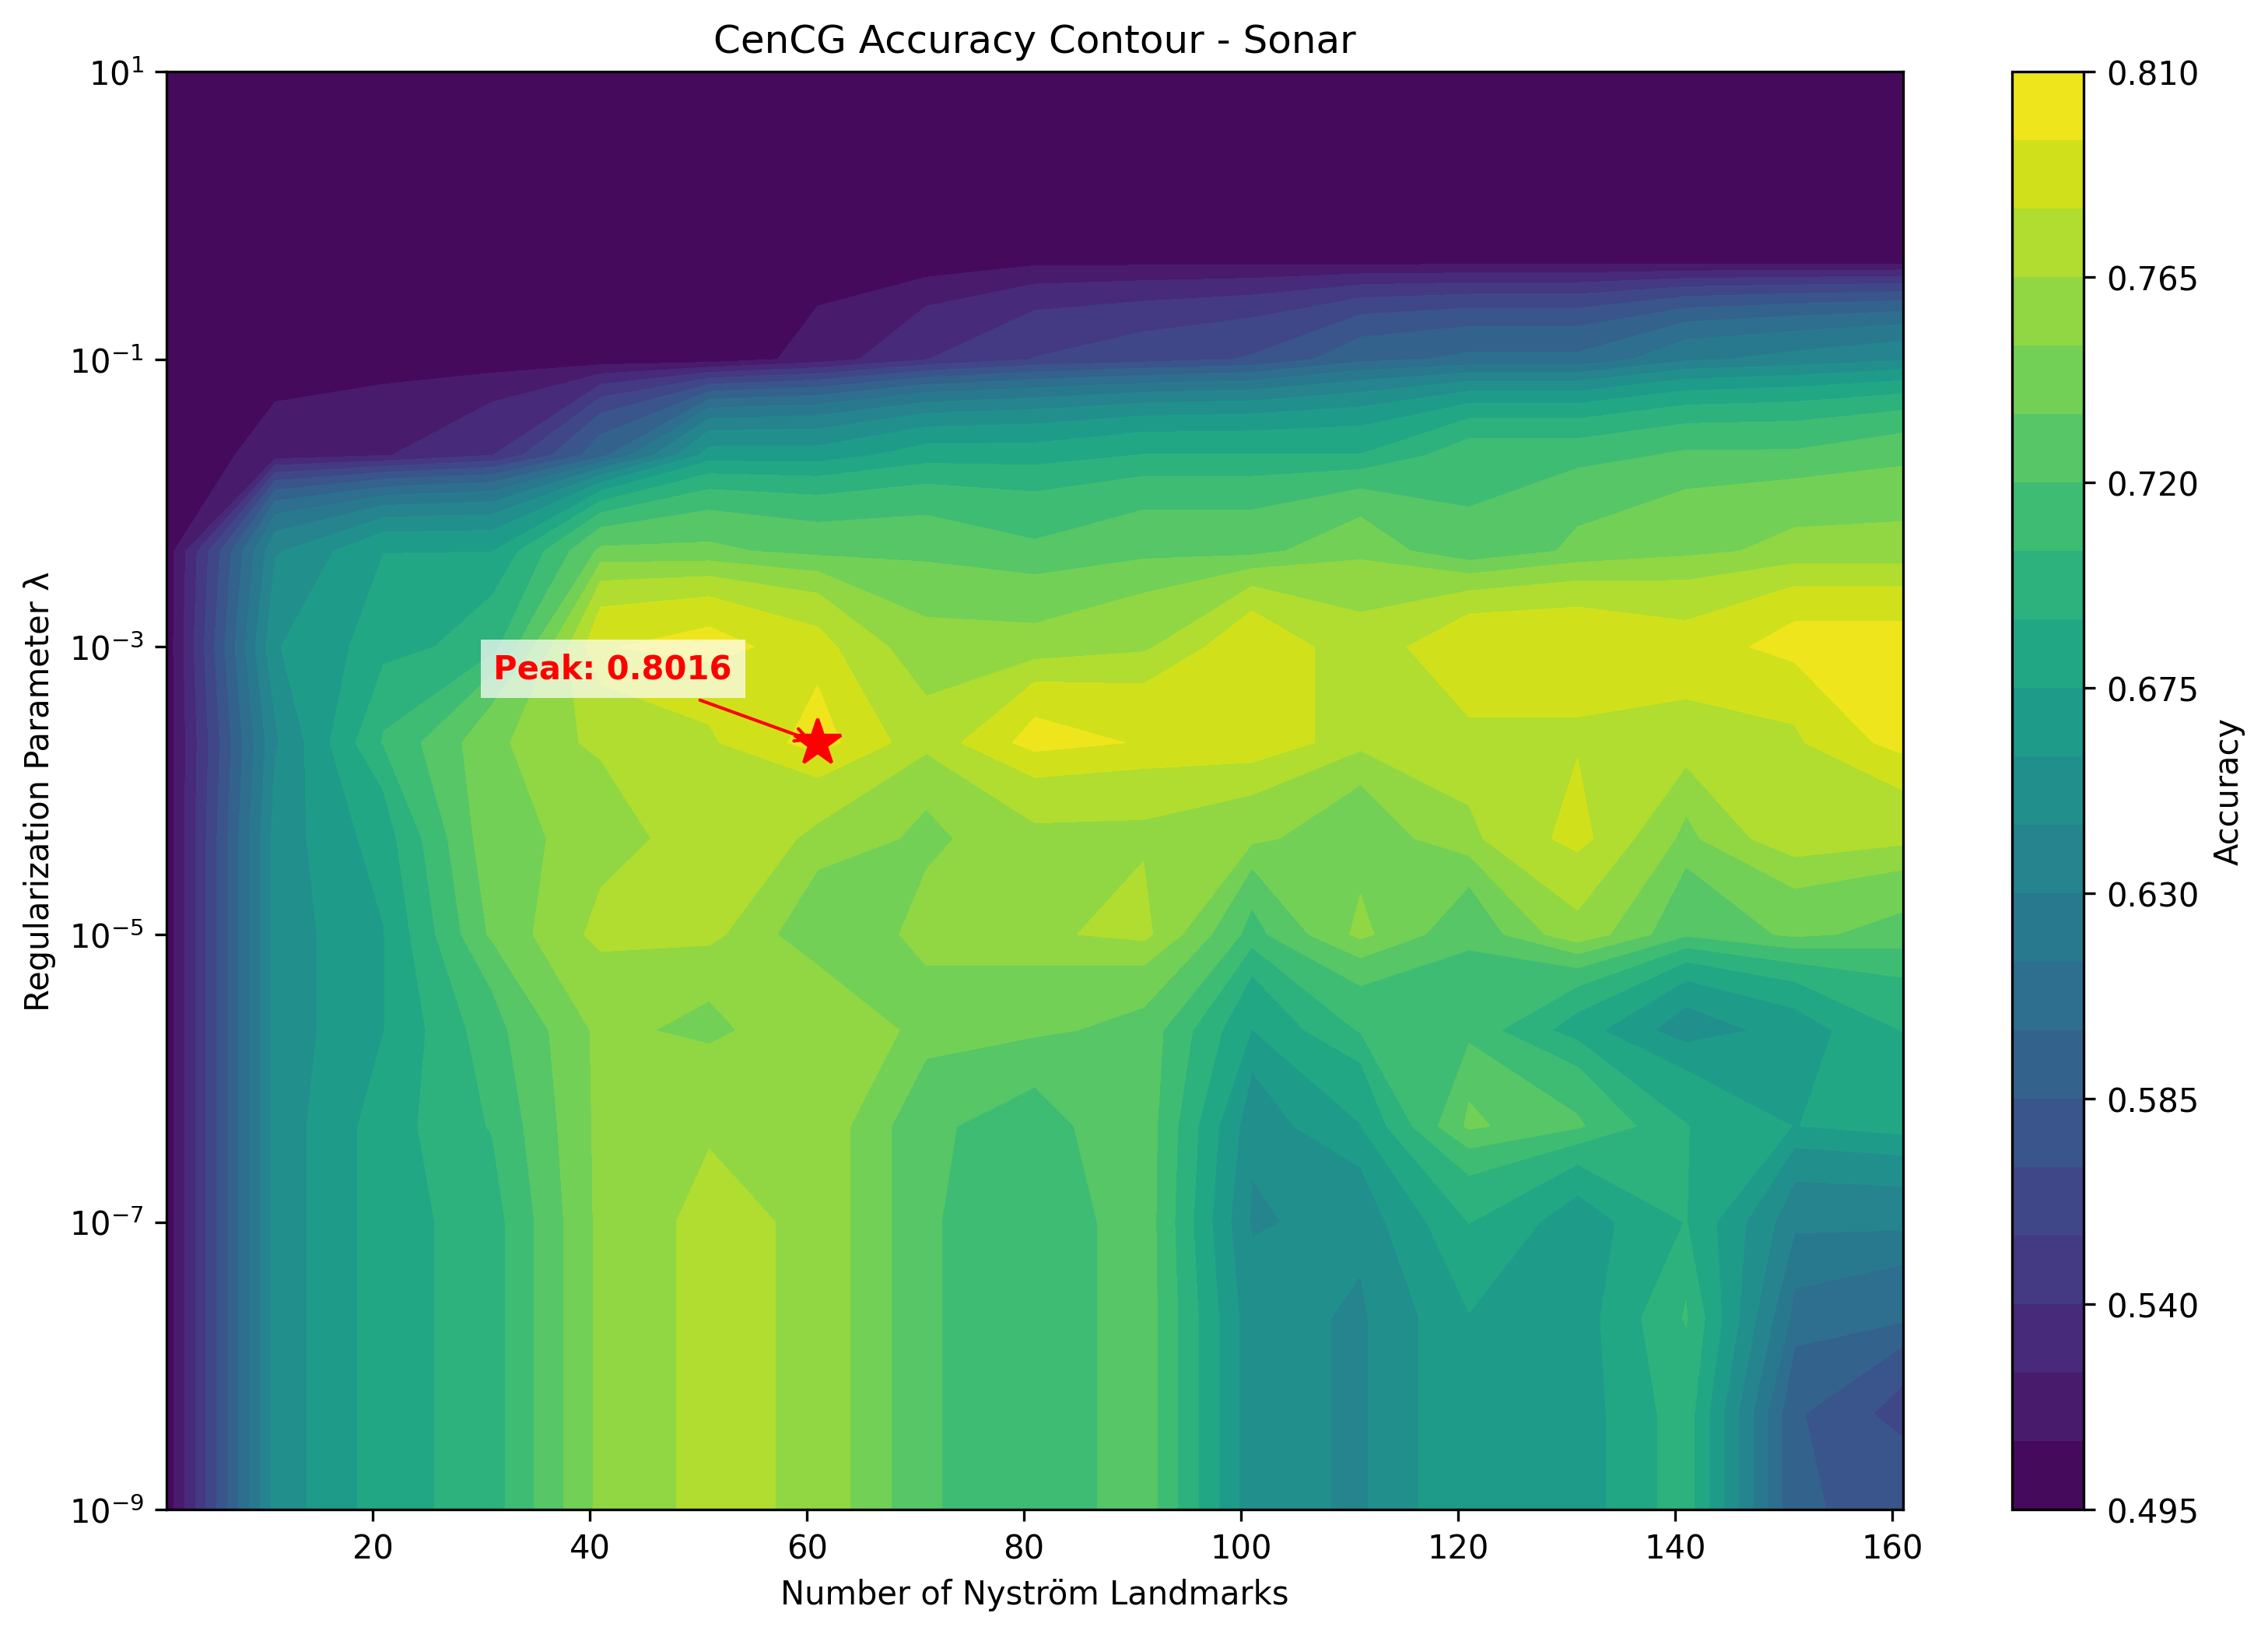 CenCG Accuracy Contour - Sonar
10¹
10⁻¹
10⁻³
10⁻⁵
10⁻⁷
10⁻⁹
Regularization Parameter λ
Peak: 0.8016
20 40 60 80 100 120 140 160
Number of Nyström Landmarks
0.810
0.765
0.720
0.675
0.630
0.585
0.540
0.495
Accuracy